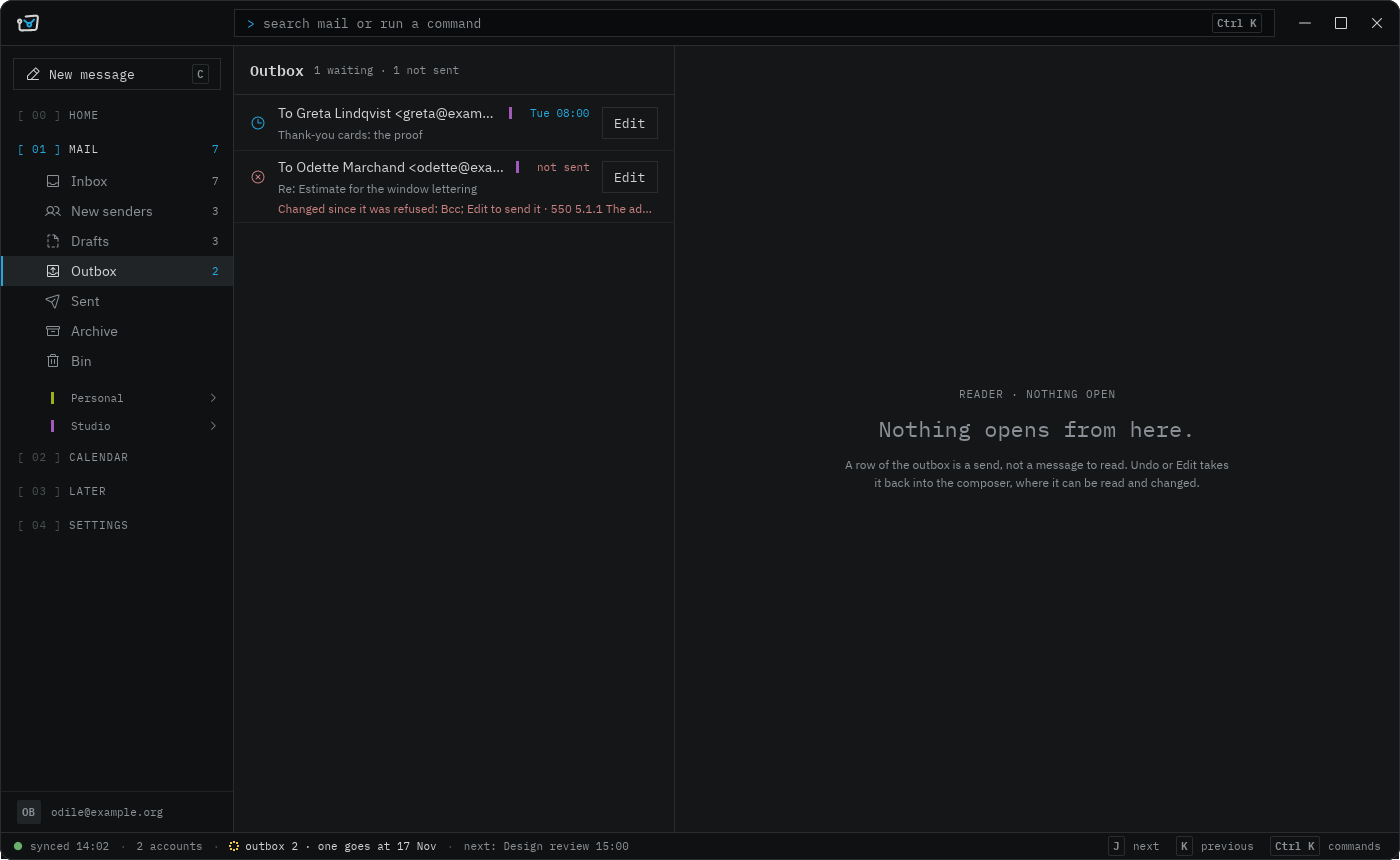 > search mail or run a command Ctrl K
New message C
[ 00 ] HOME
[ 01 ] MAIL 7
Inbox 7
New senders 3
Drafts 3
Outbox 2
Sent
Archive
Bin
Personal
Studio
[ 02 ] CALENDAR
[ 03 ] LATER
[ 04 ] SETTINGS
OB odile@example.org
Outbox 1 waiting · 1 not sent
To Greta Lindqvist <greta@exam... Tue 08:00 Edit
Thank-you cards: the proof
To Odette Marchand <odette@exa... not sent Edit
Re: Estimate for the window lettering
Changed since it was refused: Bcc; Edit to send it · 550 5.1.1 The ad...
READER · NOTHING OPEN
Nothing opens from here.
A row of the outbox is a send, not a message to read. Undo or Edit takes
it back into the composer, where it can be read and changed.
synced 14:02 · 2 accounts · outbox 2 · one goes at 17 Nov · next: Design review 15:00 J next K previous Ctrl K commands